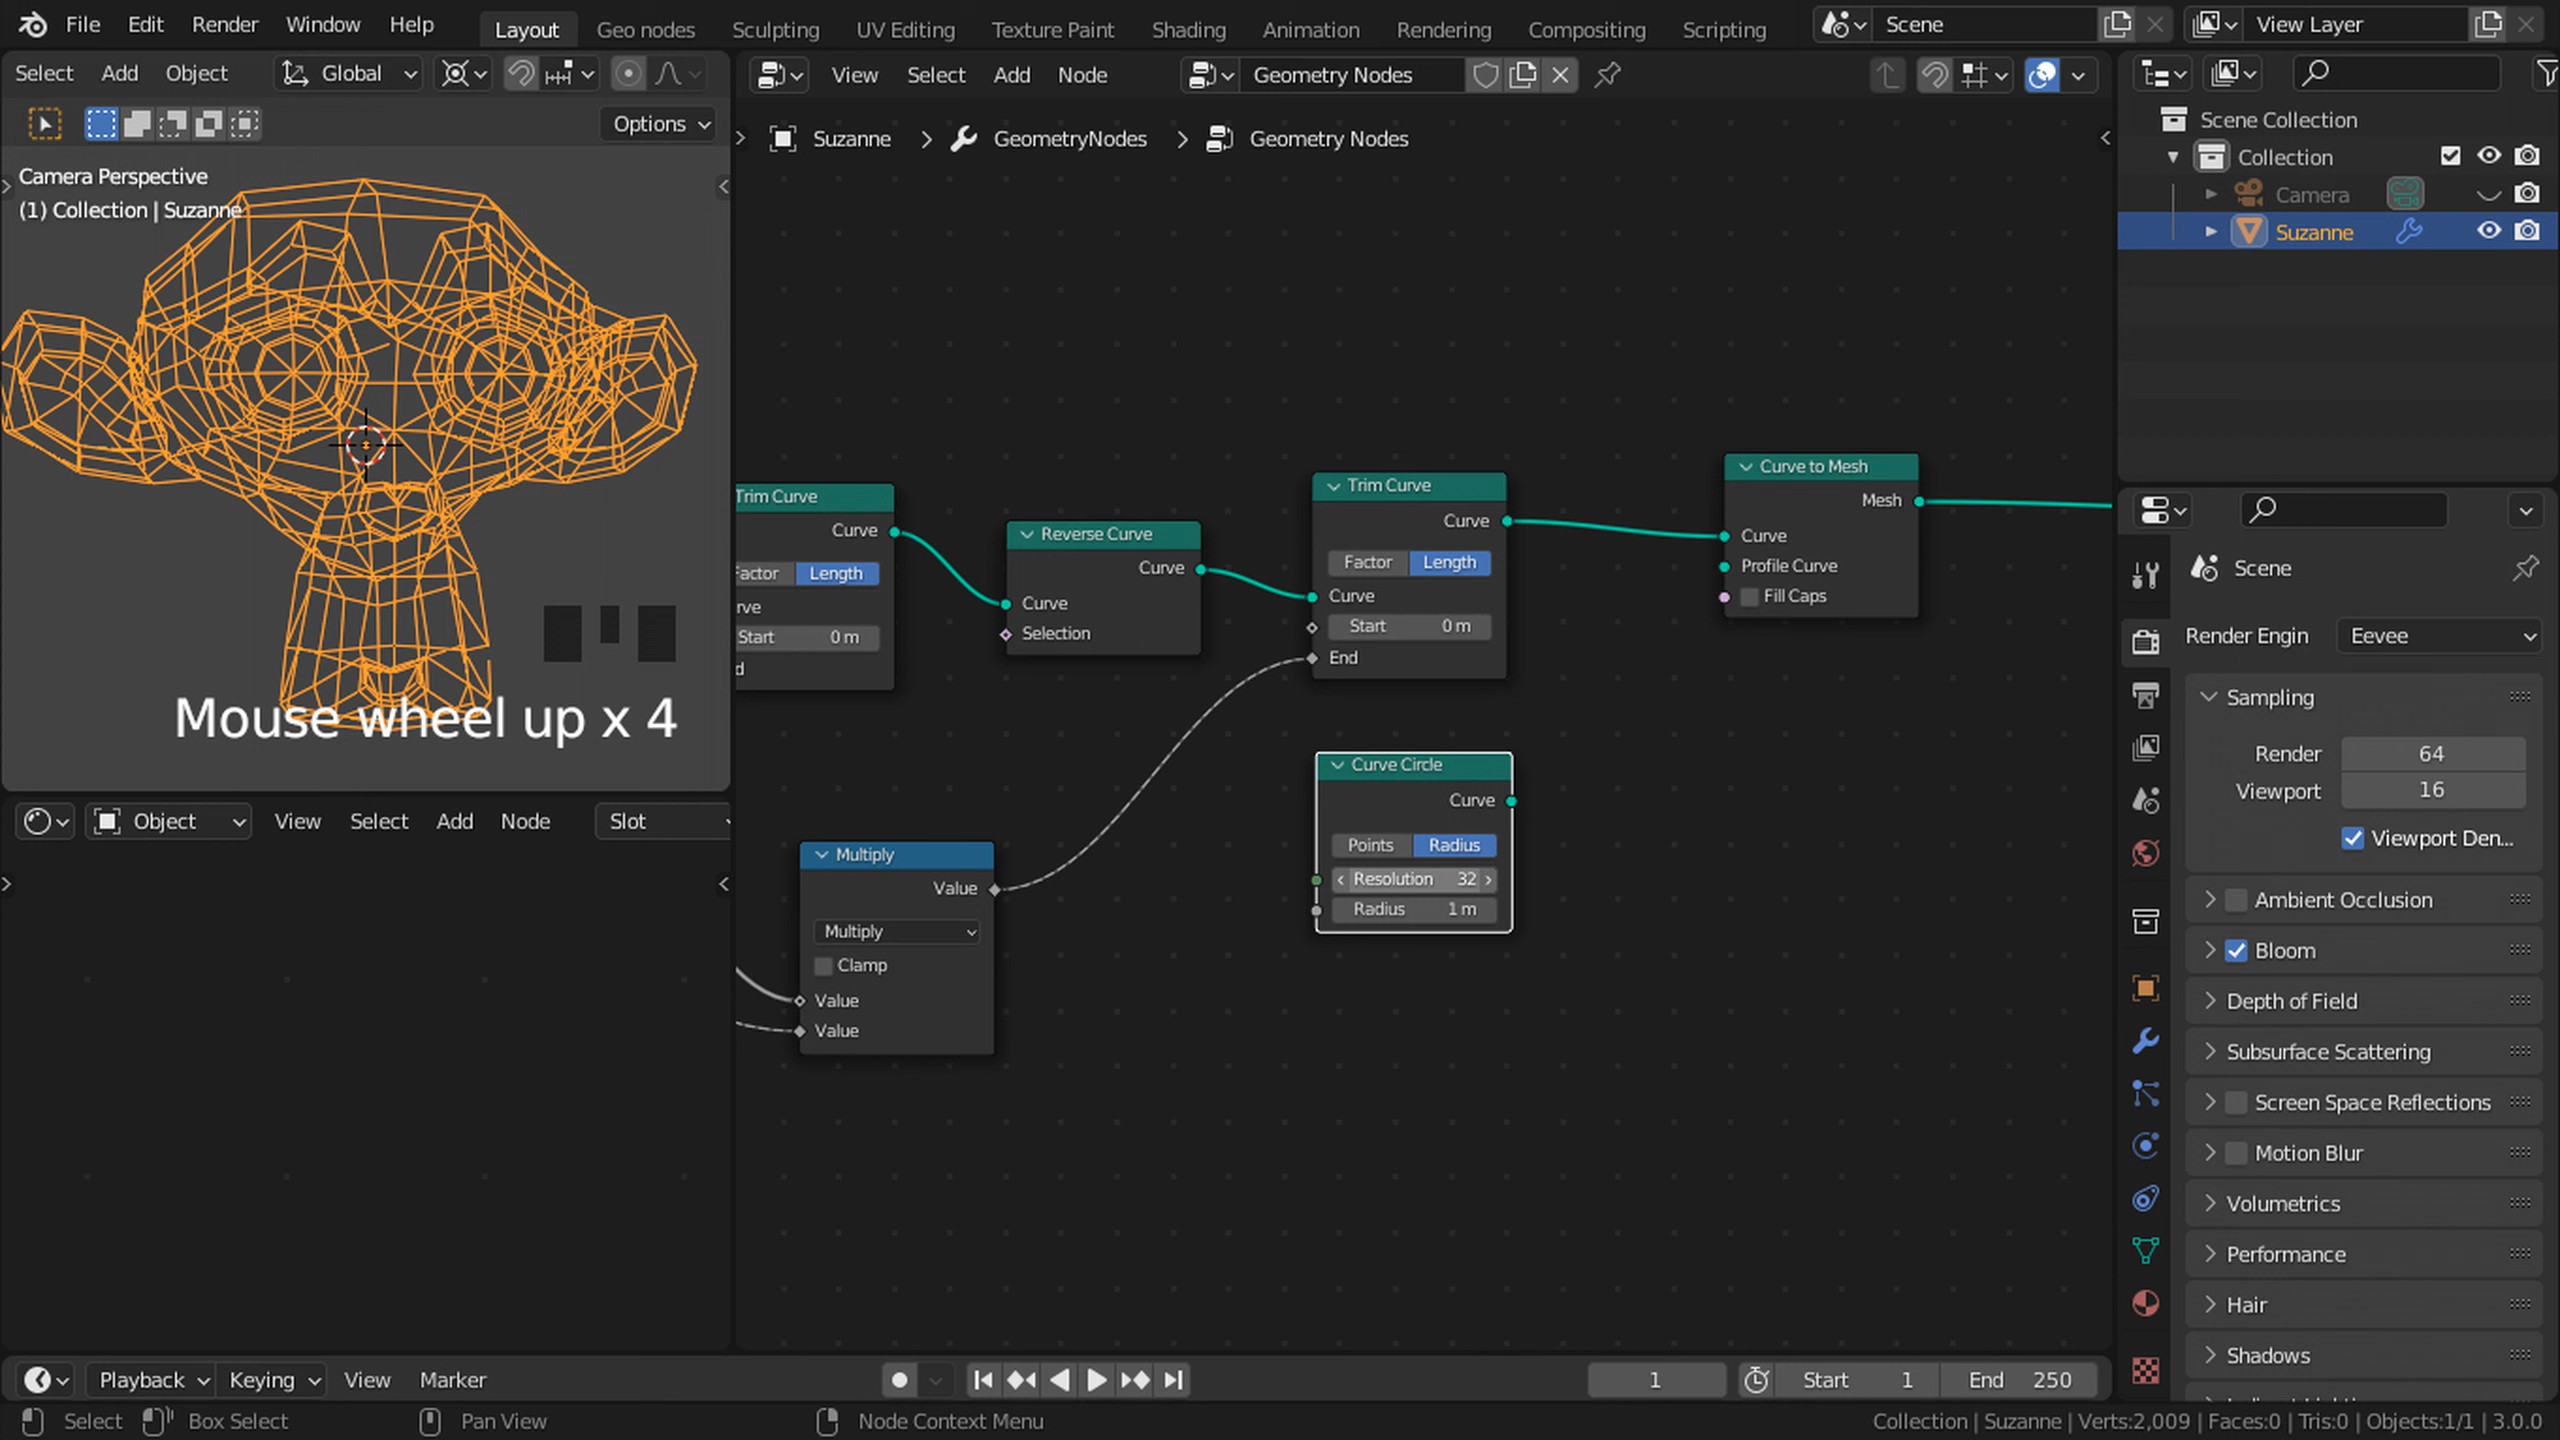 File Edit Render Window Help Layout Geo nodes Sculpting UV Editing Texture Paint Shading Animation Rendering Compositing Scripting Scene View Layer
Select Add Object Global
View Select Add Node Geometry Nodes
Options
Suzanne GeometryNodes Geometry Nodes
Camera Perspective
(1) Collection | Suzanne
Scene Collection
Collection
Camera
Suzanne
Trim Curve
Curve
Factor Length
rve
Start 0 m
d
Reverse Curve
Curve
Curve
Selection
Trim Curve
Curve
Factor Length
Curve
Start 0 m
End
Curve to Mesh
Mesh
Curve
Profile Curve
Fill Caps
Mouse wheel up x 4
Curve Circle
Curve
Points Radius
Resolution 32
Radius 1 m
Multiply
Value
Multiply
Clamp
Value
Value
Object View Select Add Node Slot
Scene
Render Engin Eevee
Sampling
Render 64
Viewport 16
Viewport Den...
Ambient Occlusion
Bloom
Depth of Field
Subsurface Scattering
Screen Space Reflections
Motion Blur
Volumetrics
Performance
Hair
Shadows
Playback Keying View Marker 1 Start 1 End 250
Select Box Select Pan View Node Context Menu Collection | Suzanne | Verts:2,009 | Faces:0 | Tris:0 | Objects:1/1 | 3.0.0